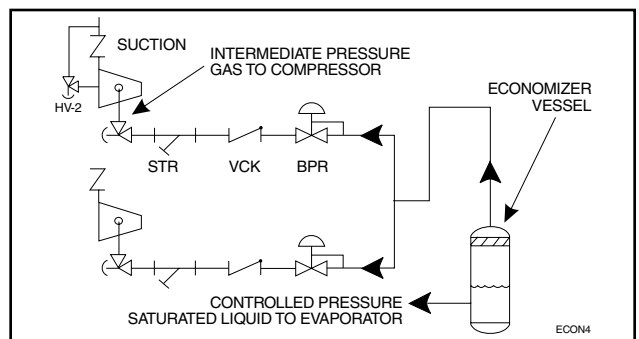 SUCTION
INTERMEDIATE PRESSURE
GAS TO COMPRESSOR
ECONOMIZER
VESSEL
HV-2
STR
VCK
BPR
CONTROLLED PRESSURE
SATURATED LIQUID TO EVAPORATOR
ECON4